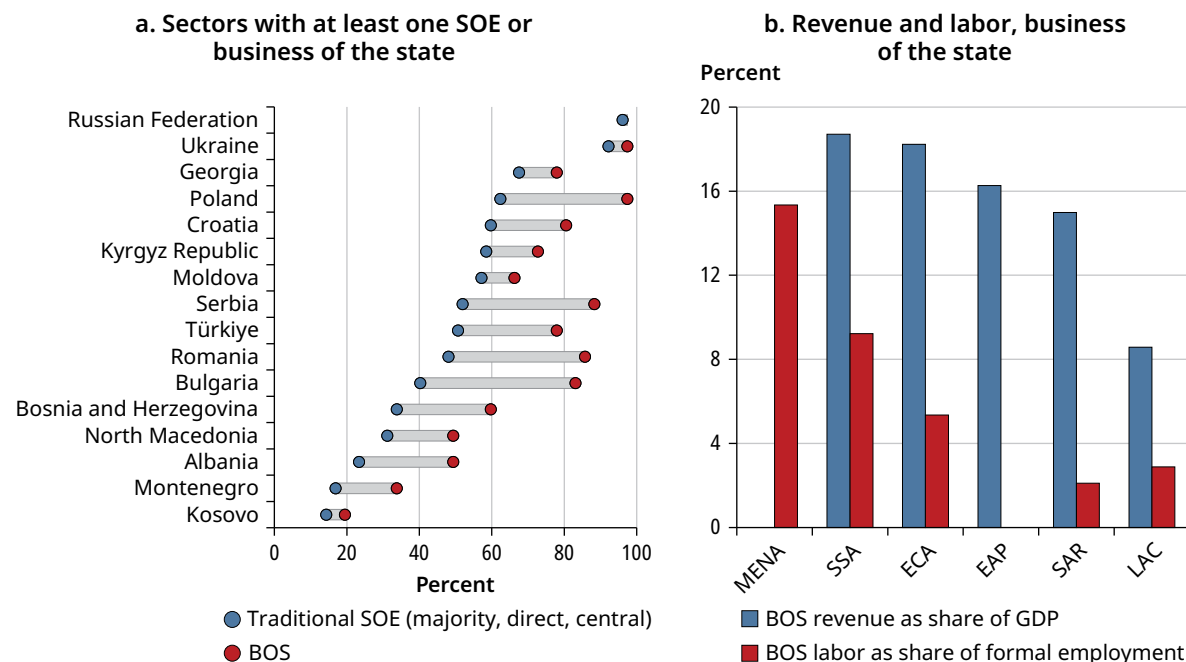 a. Sectors with at least one SOE or
business of the state
Russian Federation
Ukraine
Georgia
Poland
Croatia
Kyrgyz Republic
Moldova
Serbia
Türkiye
Romania
Bulgaria
Bosnia and Herzegovina
North Macedonia
Albania
Montenegro
Kosovo
0 20 40 60 80 100
Percent
Traditional SOE (majority, direct, central)
BOS
b. Revenue and labor, business
of the state
Percent
20
16
12
8
4
0
MENA SSA ECA EAP SAR LAC
BOS revenue as share of GDP
BOS labor as share of formal employment